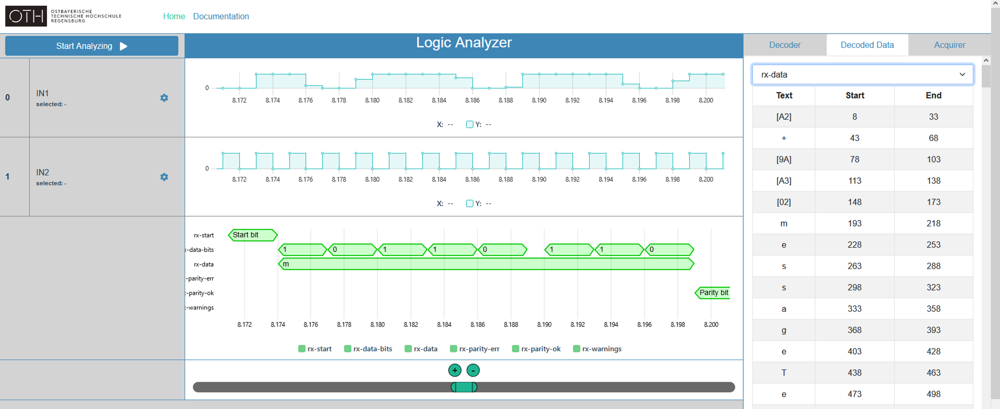 OTH OSTBAYERISCHE
TECHNISCHE HOCHSCHULE
REGENSBURG
Home Documentation
Start Analyzing
Logic Analyzer
Decoder Decoded Data Acquirer
0 IN1
selected: -
0
8.172 8.174 8.176 8.178 8.180 8.182 8.184 8.186 8.188 8.190 8.192 8.194 8.196 8.198 8.200
X: -- Y: --
1 IN2
selected: -
0
8.172 8.174 8.176 8.178 8.180 8.182 8.184 8.186 8.188 8.190 8.192 8.194 8.196 8.198 8.200
X: -- Y: --
rx-start Start bit
x-data-bits 1 0 1 1 0 1 1 0
rx-data m
-parity-err
-parity-ok Parity bit
-warnings
8.172 8.174 8.176 8.178 8.180 8.182 8.184 8.186 8.188 8.190 8.192 8.194 8.196 8.198 8.200
rx-start rx-data-bits rx-data rx-parity-err rx-parity-ok rx-warnings
+ -
rx-data
Text Start End
[A2] 8 33
+ 43 68
[9A] 78 103
[A3] 113 138
[02] 148 173
m 193 218
e 228 253
s 263 288
s 298 323
a 333 358
g 368 393
e 403 428
T 438 463
e 473 498